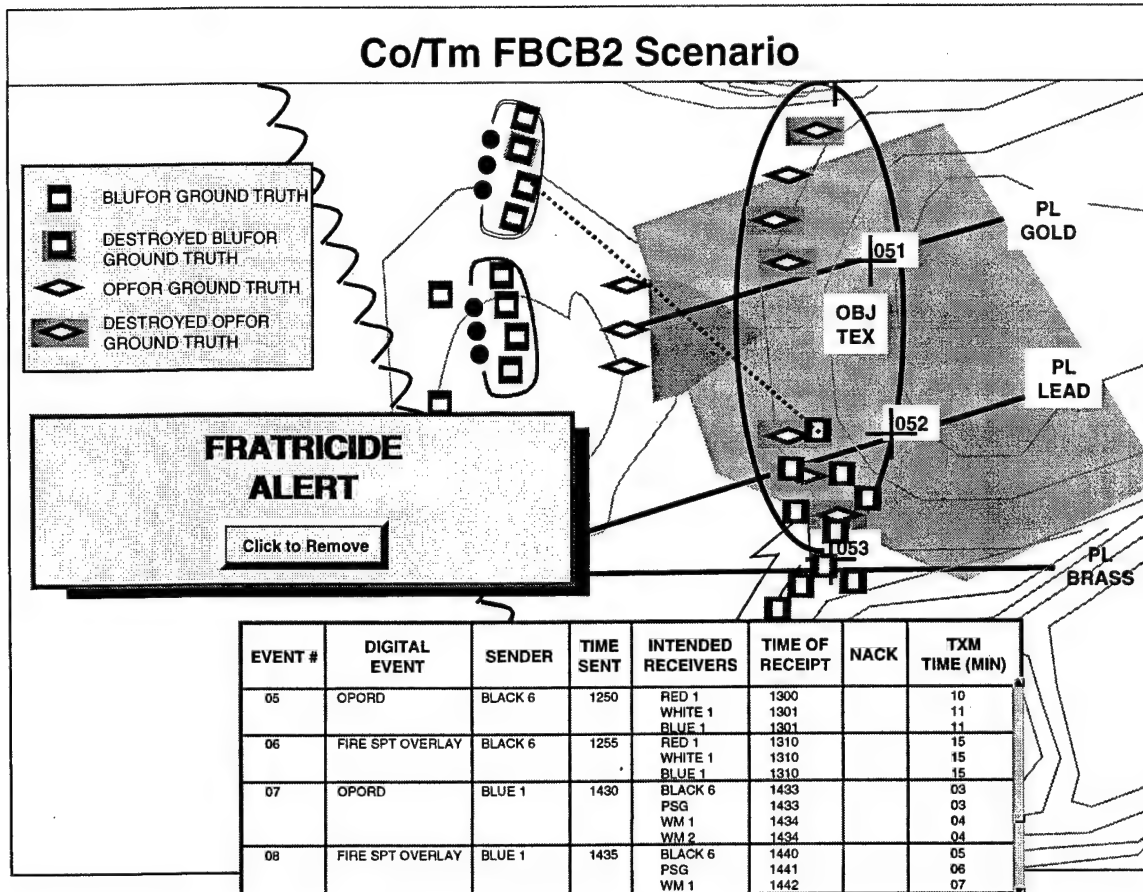 Co/Tm FBCB2 Scenario
BLUFOR GROUND TRUTH
DESTROYED BLUFOR
GROUND TRUTH
OPFOR GROUND TRUTH
DESTROYED OPFOR
GROUND TRUTH
PL
GOLD
051
OBJ
TEX
PL
LEAD
052
053
PL
BRASS
FRATRICIDE
ALERT
Click to Remove
EVENT # DIGITAL EVENT SENDER TIME SENT INTENDED RECEIVERS TIME OF RECEIPT NACK TXM TIME (MIN)
05 OPORD BLACK 6 1250 RED 1 1300 10
WHITE 1 1301 11
BLUE 1 1301 11
06 FIRE SPT OVERLAY BLACK 6 1255 RED 1 1310 15
WHITE 1 1310 15
BLUE 1 1310 15
07 OPORD BLUE 1 1430 BLACK 6 1433 03
PSG 1433 03
WM 1 1434 04
WM 2 1434 04
08 FIRE SPT OVERLAY BLUE 1 1435 BLACK 6 1440 05
PSG 1441 06
WM 1 1442 07